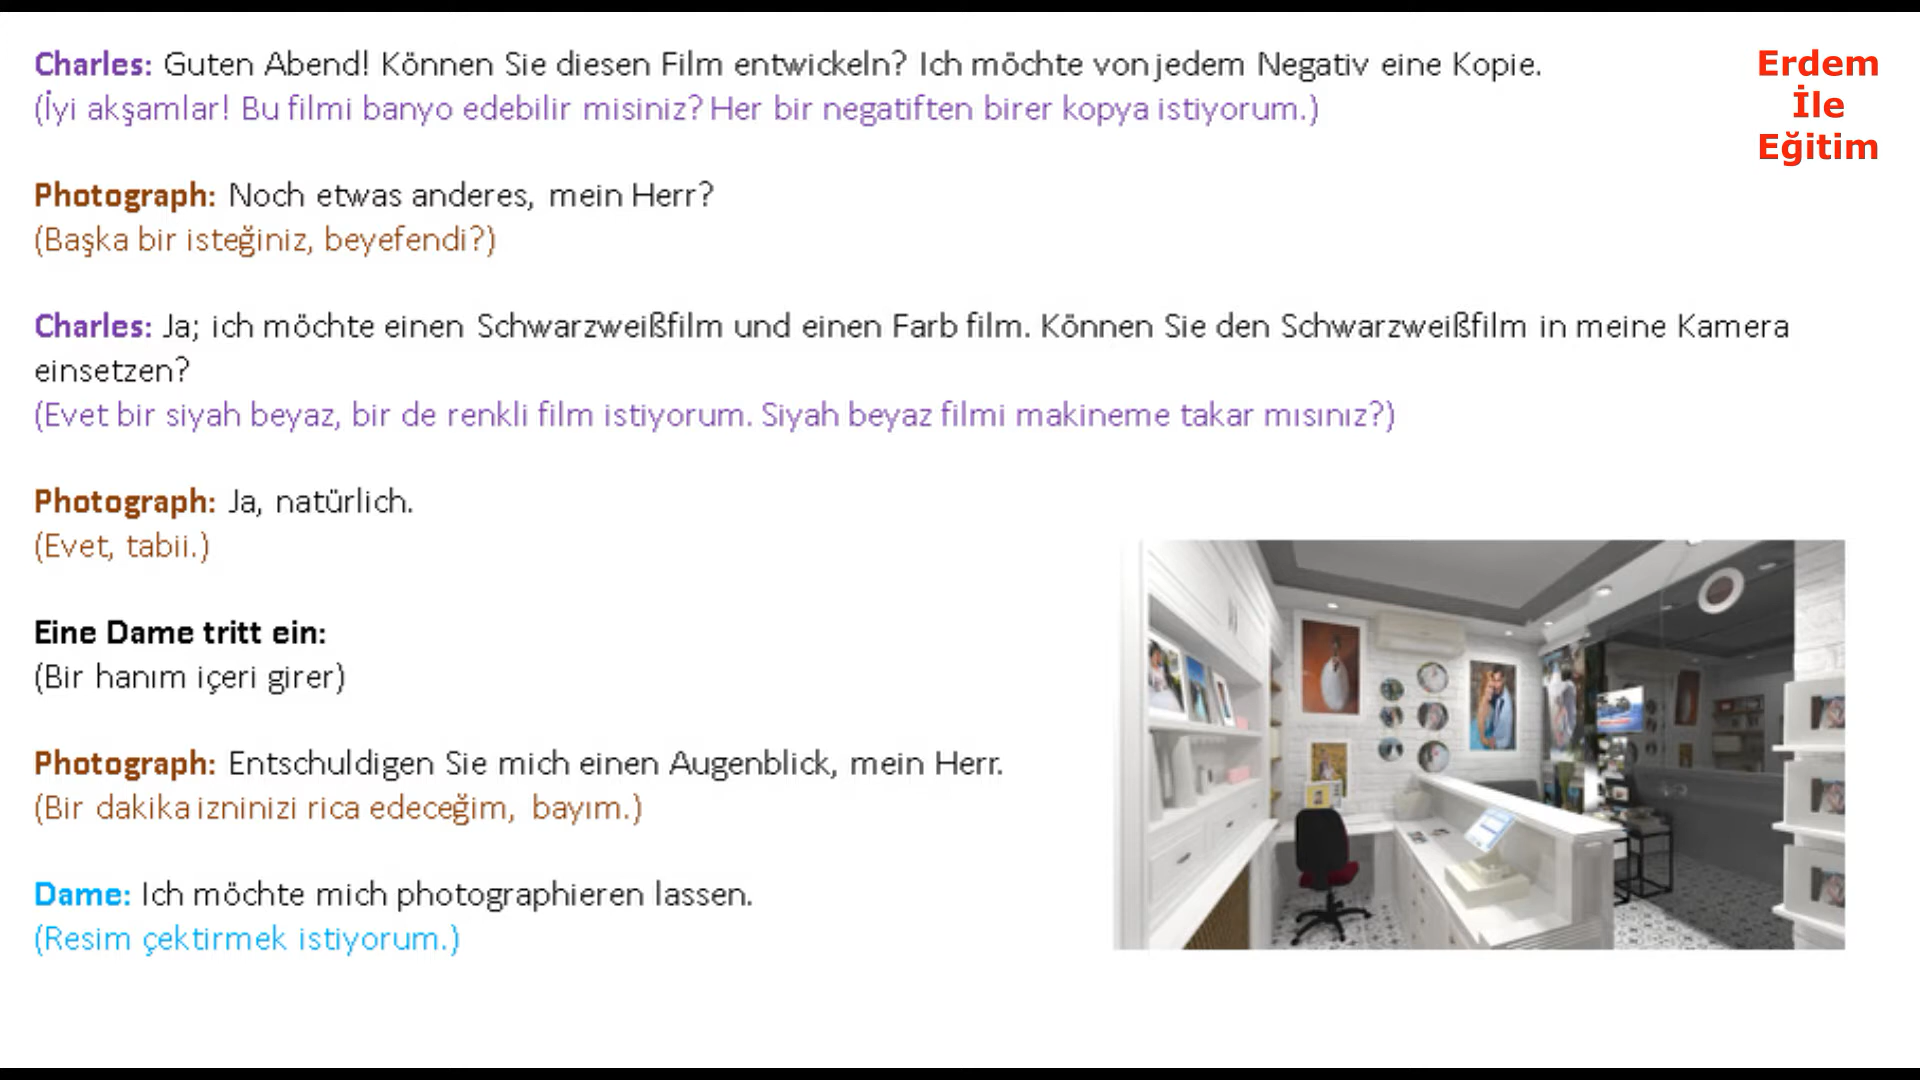 Charles: Guten Abend! Können Sie diesen Film entwickeln? Ich möchte von jedem Negativ eine Kopie.
(İyi akşamlar! Bu filmi banyo edebilir misiniz? Her bir negatiften birer kopya istiyorum.)
Erdem
İle
Eğitim
Photograph: Noch etwas anderes, mein Herr?
(Başka bir isteğiniz, beyefendi?)
Charles: Ja; ich möchte einen Schwarzweißfilm und einen Farb film. Können Sie den Schwarzweißfilm in meine Kamera
einsetzen?
(Evet bir siyah beyaz, bir de renkli film istiyorum. Siyah beyaz filmi makineme takar mısınız?)
Photograph: Ja, natürlich.
(Evet, tabii.)
Eine Dame tritt ein:
(Bir hanım içeri girer)
Photograph: Entschuldigen Sie mich einen Augenblick, mein Herr.
(Bir dakika izninizi rica edeceğim, bayım.)
Dame: Ich möchte mich photographieren lassen.
(Resim çektirmek istiyorum.)